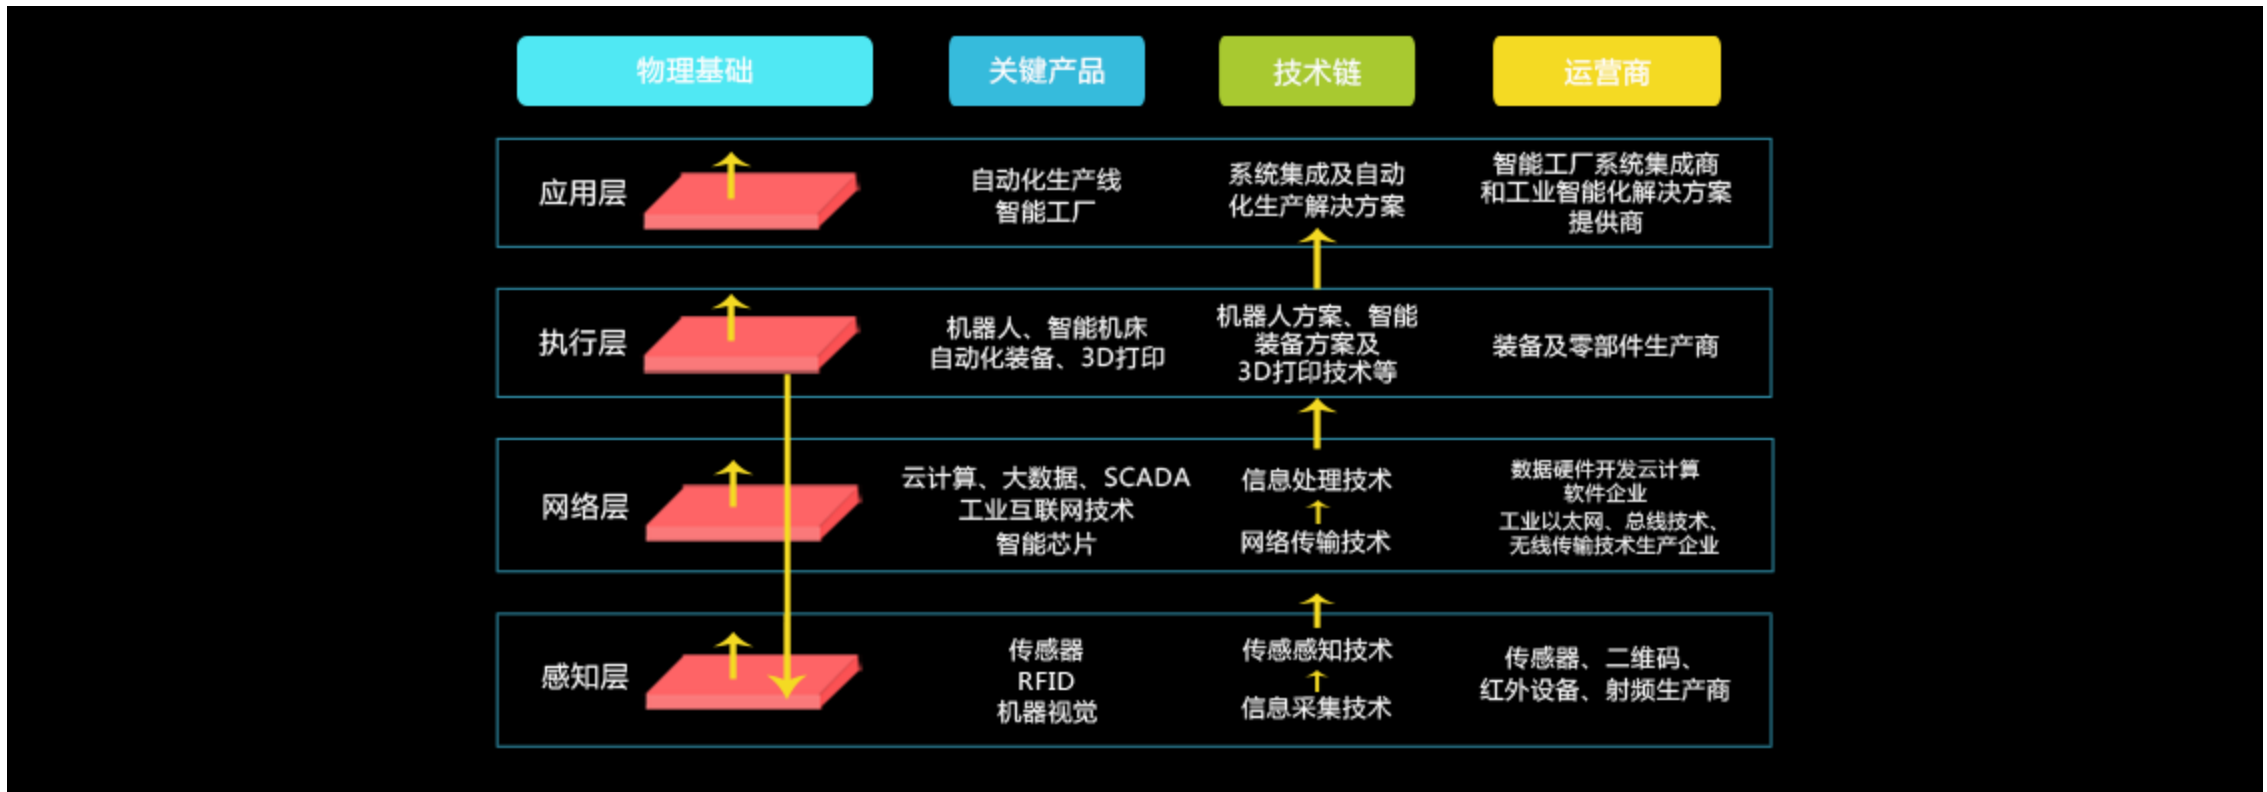 物理基础
关键产品
技术链
运营商
应用层
自动化生产线
智能工厂
系统集成及自动
化生产解决方案
智能工厂系统集成商
和工业智能化解决方案
提供商
执行层
机器人、智能机床
自动化装备、3D打印
机器人方案、智能
装备方案及
3D打印技术等
装备及零部件生产商
网络层
云计算、大数据、SCADA
工业互联网技术
智能芯片
信息处理技术
网络传输技术
数据硬件开发云计算
软件企业
工业以太网、总线技术、
无线传输技术生产企业
感知层
传感器
RFID
机器视觉
传感感知技术
信息采集技术
传感器、二维码、
红外设备、射频生产商